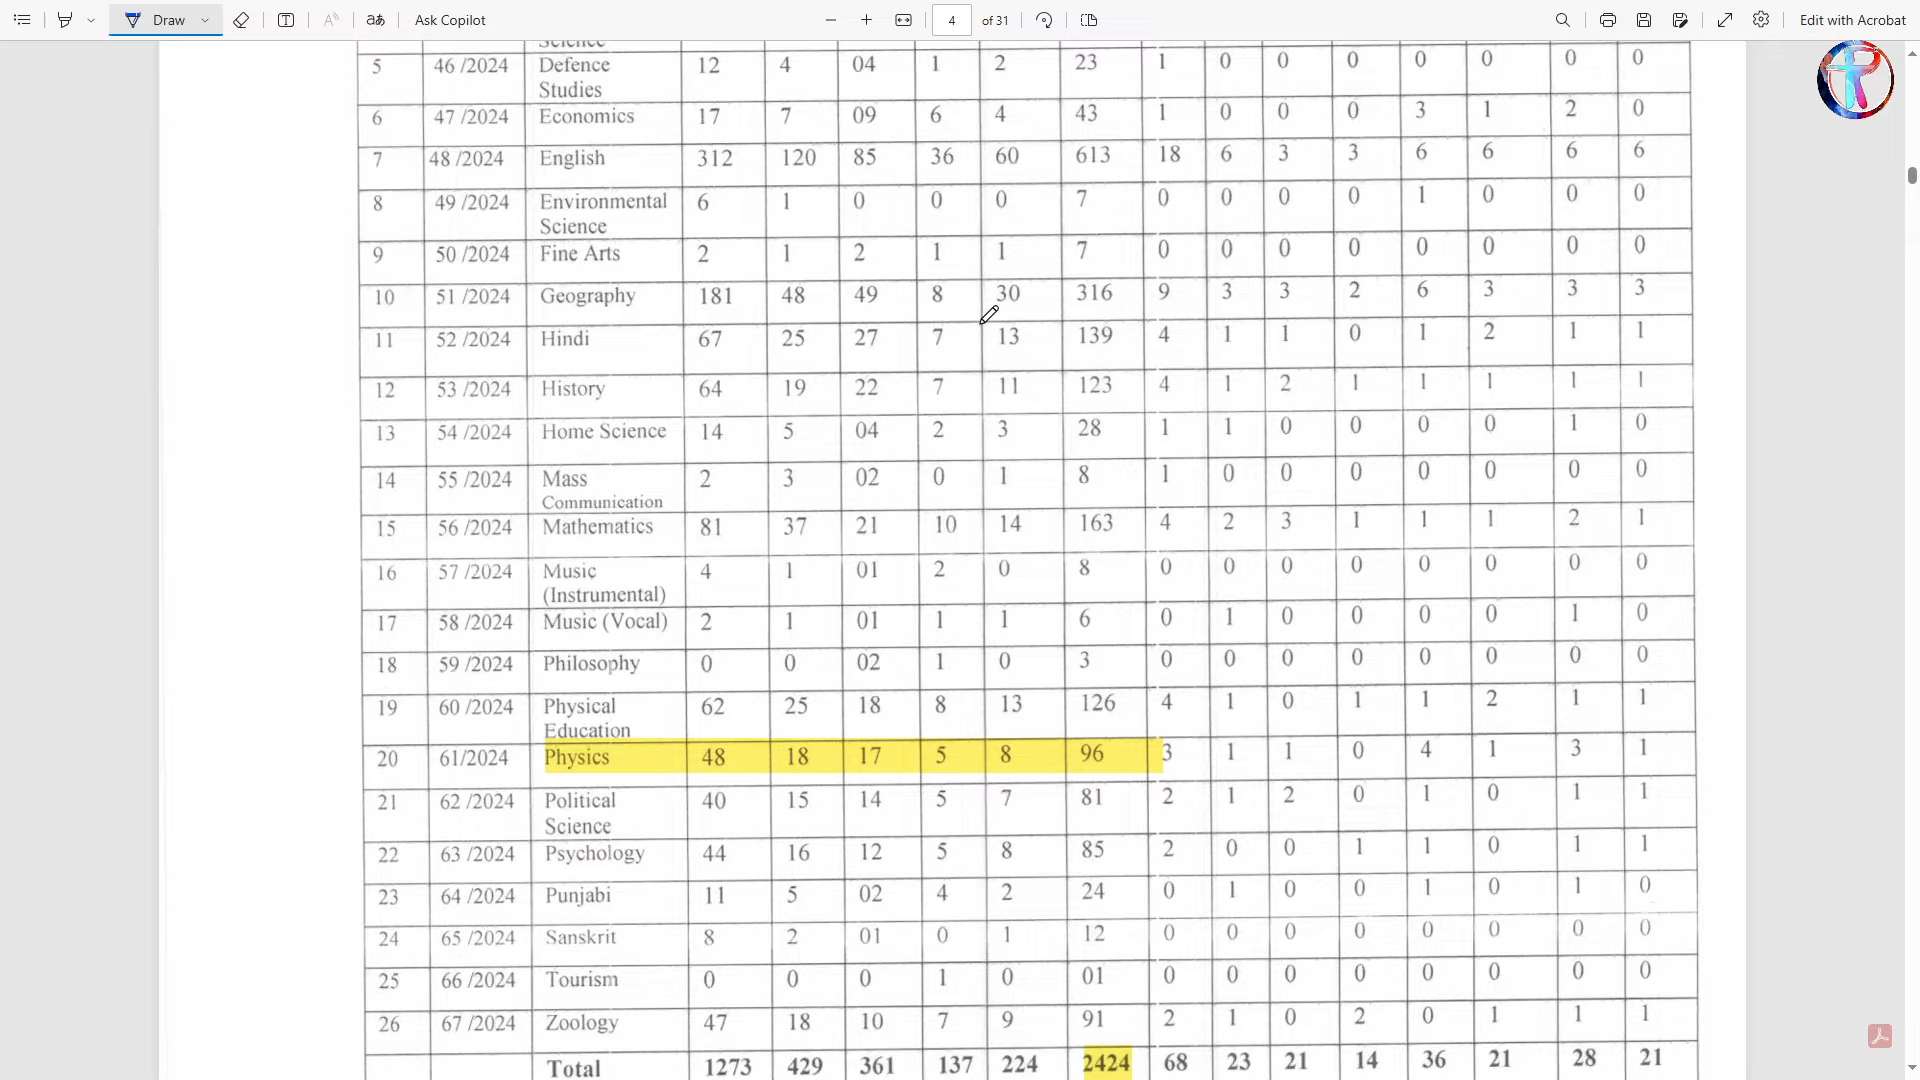 Draw
Ask Copilot
4 of 31
Edit with Acrobat
Science
5 46 /2024 Defence 12 4 04 1 2 23 1 0 0 0 0 0 0 0
Studies
6 47 /2024 Economics 17 7 09 6 4 43 1 0 0 0 3 1 2 0
7 48 /2024 English 312 120 85 36 60 613 18 6 3 3 6 6 6 6
8 49 /2024 Environmental 6 1 0 0 0 7 0 0 0 0 1 0 0 0
Science
9 50 /2024 Fine Arts 2 1 2 1 1 7 0 0 0 0 0 0 0 0
10 51 /2024 Geography 181 48 49 8 30 316 9 3 3 2 6 3 3 3
11 52 /2024 Hindi 67 25 27 7 13 139 4 1 1 0 1 2 1 1
12 53 /2024 History 64 19 22 7 11 123 4 1 2 1 1 1 1 1
13 54 /2024 Home Science 14 5 04 2 3 28 1 1 0 0 0 0 1 0
14 55 /2024 Mass 2 3 02 0 1 8 1 0 0 0 0 0 0 0
Communication
15 56 /2024 Mathematics 81 37 21 10 14 163 4 2 3 1 1 1 2 1
16 57 /2024 Music 4 1 01 2 0 8 0 0 0 0 0 0 0 0
(Instrumental)
17 58 /2024 Music (Vocal) 2 1 01 1 1 6 0 1 0 0 0 0 1 0
18 59 /2024 Philosophy 0 0 02 1 0 3 0 0 0 0 0 0 0 0
19 60 /2024 Physical 62 25 18 8 13 126 4 1 0 1 1 2 1 1
Education
20 61/2024 Physics 48 18 17 5 8 96 3 1 1 0 4 1 3 1
21 62 /2024 Political 40 15 14 5 7 81 2 1 2 0 1 0 1 1
Science
22 63 /2024 Psychology 44 16 12 5 8 85 2 0 0 1 1 0 1 1
23 64 /2024 Punjabi 11 5 02 4 2 24 0 1 0 0 1 0 1 0
24 65 /2024 Sanskrit 8 2 01 0 1 12 0 0 0 0 0 0 0 0
25 66 /2024 Tourism 0 0 0 1 0 01 0 0 0 0 0 0 0 0
26 67 /2024 Zoology 47 18 10 7 9 91 2 1 0 2 0 1 1 1
Total 1273 429 361 137 224 2424 68 23 21 14 36 21 28 21